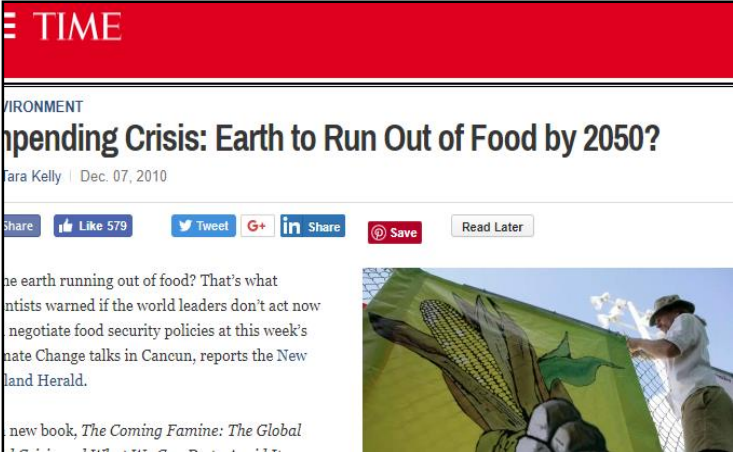 TIME
VIRONMENT
npending Crisis: Earth to Run Out of Food by 2050?
Tara Kelly | Dec. 07, 2010
Share Like 579 Tweet G+ in Share Save Read Later
he earth running out of food? That’s what
ntists warned if the world leaders don’t act now
negotiate food security policies at this week’s
mate Change talks in Cancun, reports the New
land Herald.
new book, The Coming Famine: The Global